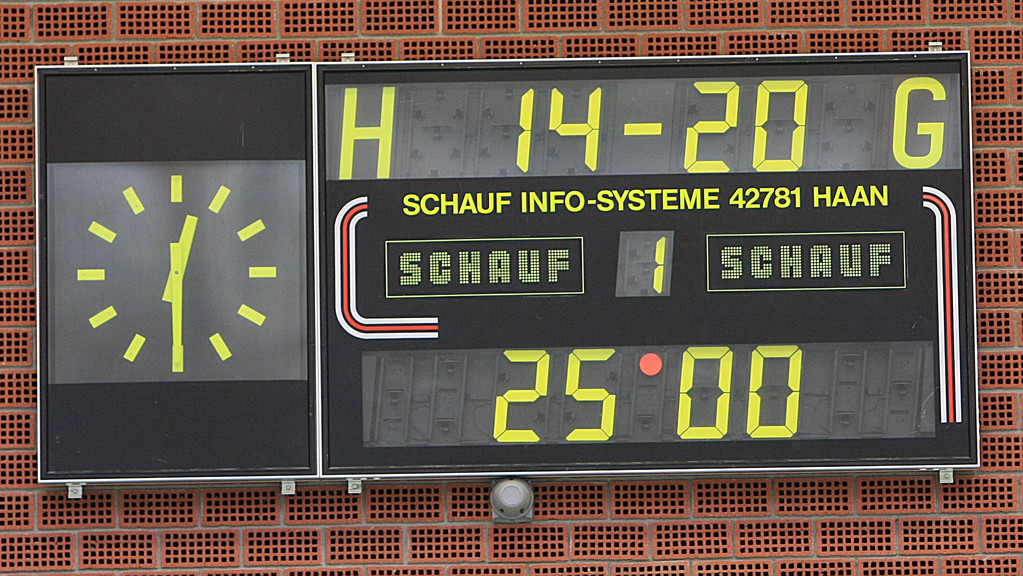 H 14-20 G
SCHAUF INFO-SYSTEME 42781 HAAN
SCHAUF 1 SCHAUF
25 00